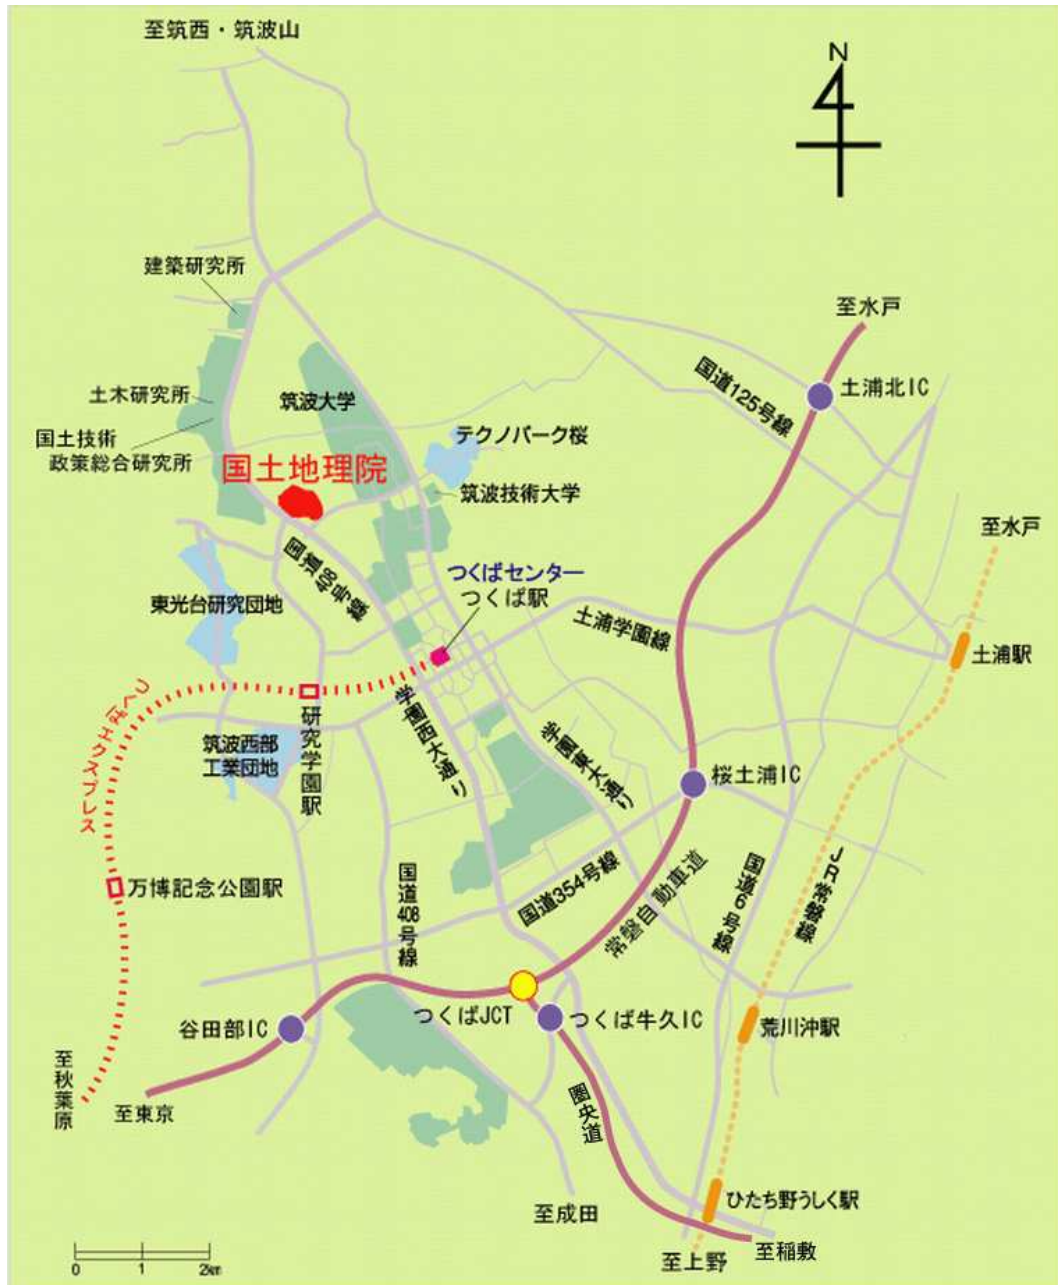 至筑西・筑波山
N
建築研究所
至水戸
土木研究所
筑波大学
国道125号線
土浦北IC
国土技術
政策総合研究所
テクノパーク桜
国土地理院
筑波技術大学
至水戸
国道408号線
つくばセンター
つくば駅
東光台研究団地
土浦学園線
土浦駅
つくばエクスプレス
研究学園駅
学園西大通り
筑波西部
工業団地
学園東大通り
桜土浦IC
万博記念公園駅
国道408号線
国道354号線
常磐自動車道
国道6号線
JR常磐線
つくばJCT
つくば牛久IC
谷田部IC
荒川沖駅
至秋葉原
至東京
圏央道
ひたち野うしく駅
至成田
至稲敷
至上野
0 1 2km